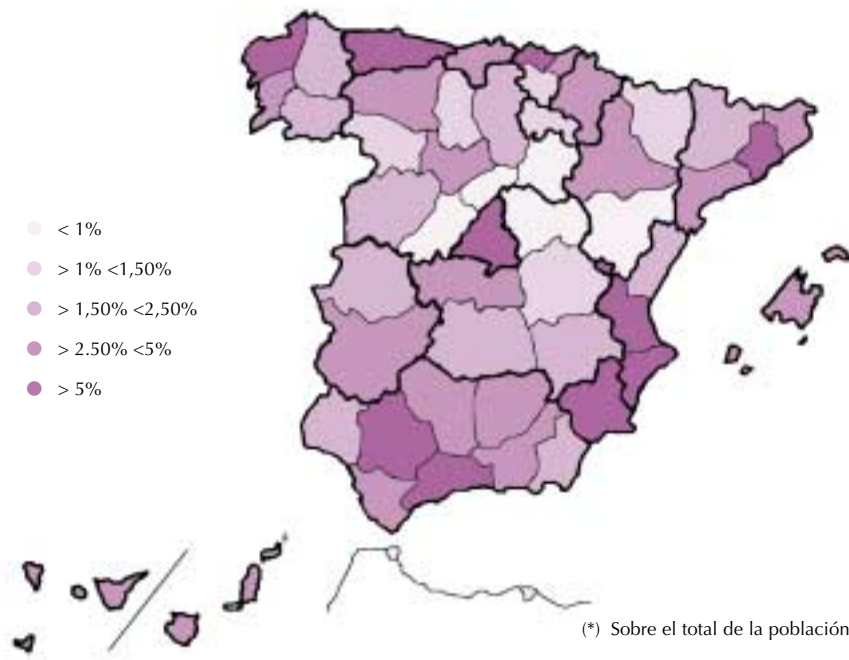 < 1%
> 1% <1,50%
> 1,50% <2,50%
> 2.50% <5%
> 5%
(*) Sobre el total de la población